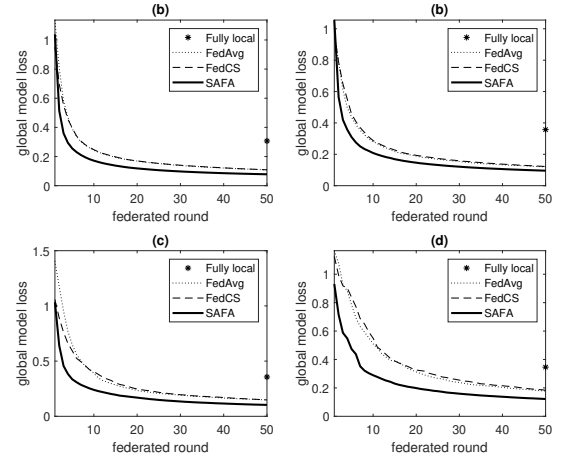 (b)
global model loss
1
0.8
0.6
0.4
0.2
0
10 20 30 40 50
federated round
Fully local
FedAvg
FedCS
SAFA
(b)
global model loss
1
0.8
0.6
0.4
0.2
0
10 20 30 40 50
federated round
Fully local
FedAvg
FedCS
SAFA
(c)
global model loss
1.5
1
0.5
0
10 20 30 40 50
federated round
Fully local
FedAvg
FedCS
SAFA
(d)
global model loss
1
0.8
0.6
0.4
0.2
0
10 20 30 40 50
federated round
Fully local
FedAvg
FedCS
SAFA